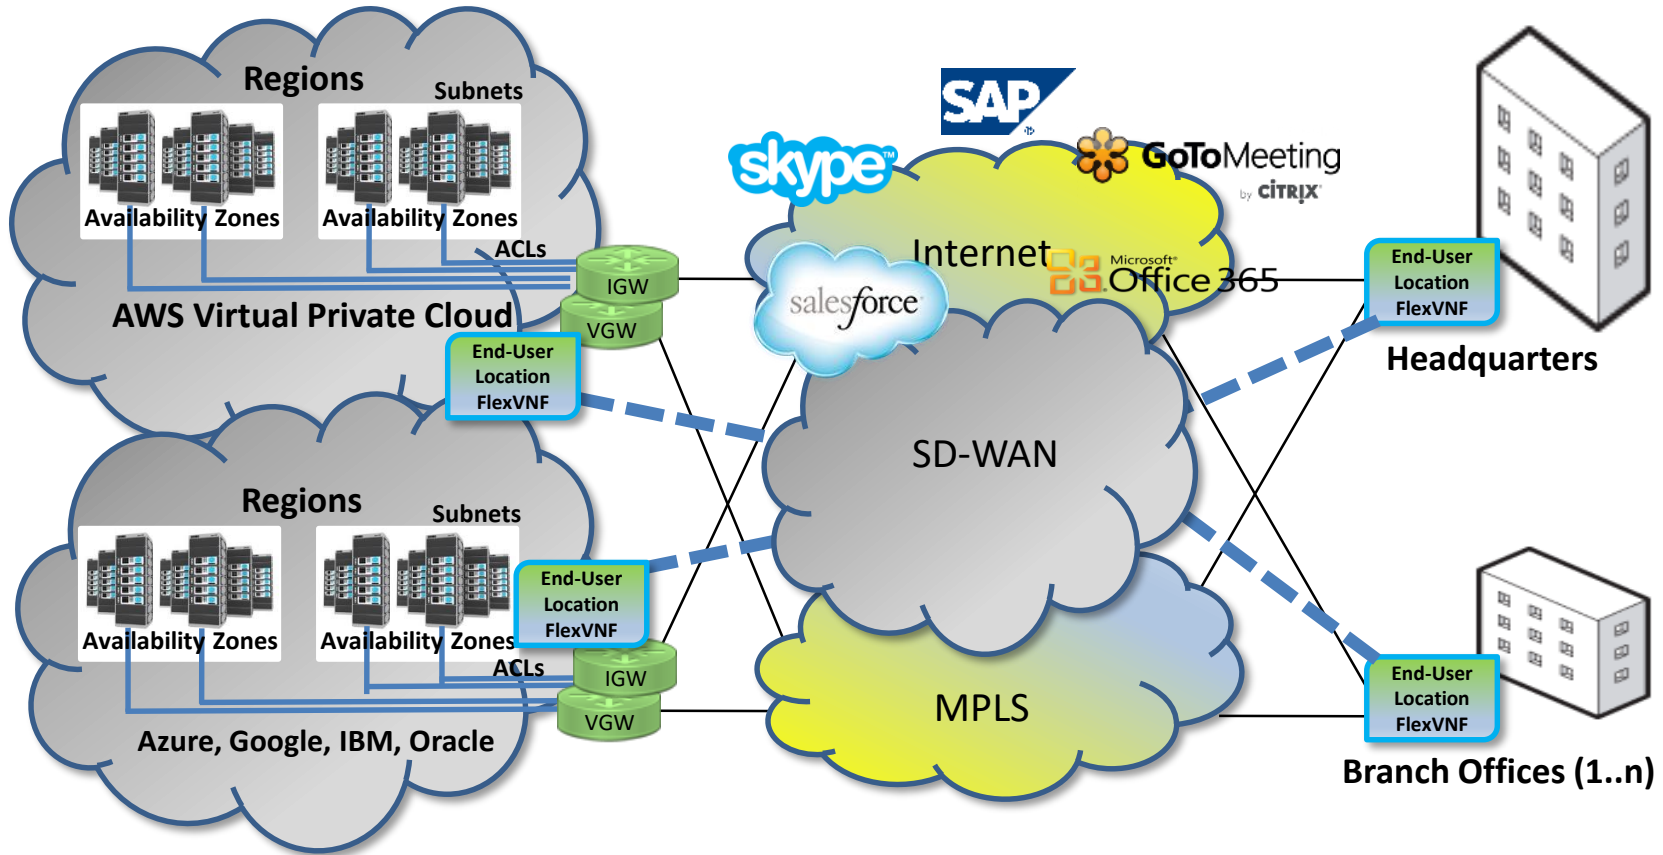 Regions
Subnets
Availability Zones
Availability Zones
ACLs
IGW
VGW
AWS Virtual Private Cloud
End-User
Location
FlexVNF
Regions
Subnets
Availability Zones
Availability Zones
End-User
Location
FlexVNF
ACLs
IGW
VGW
Azure, Google, IBM, Oracle
SAP
skype™
GoToMeeting
by CITRIX®
Internet
Microsoft®
Office 365
salesforce
SD-WAN
MPLS
End-User
Location
FlexVNF
Headquarters
End-User
Location
FlexVNF
Branch Offices (1..n)